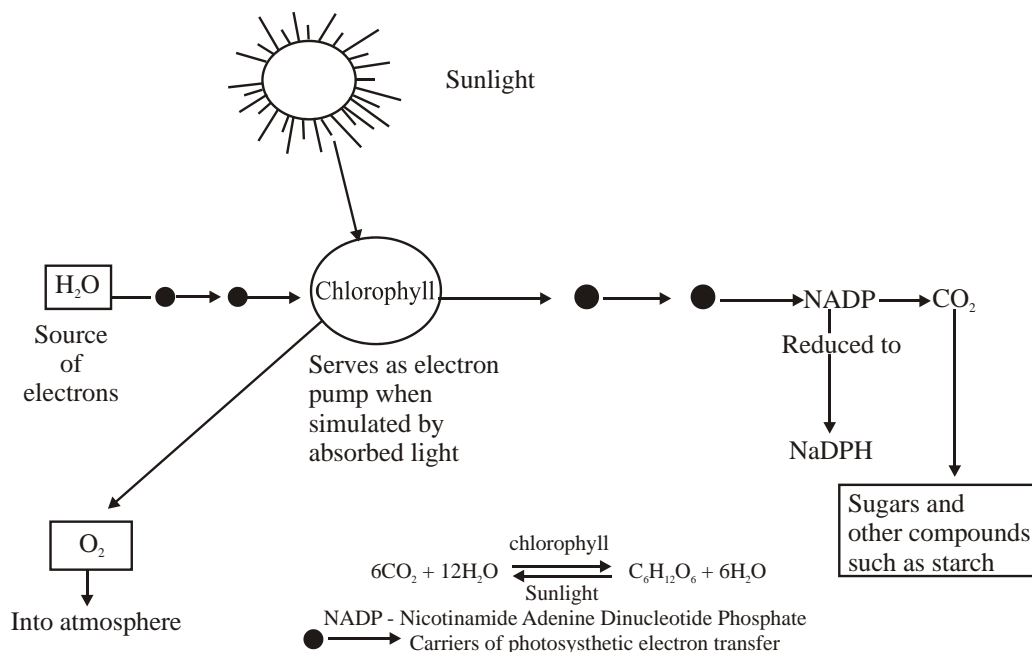 Sunlight
H₂O
Source
of
electrons
Chlorophyll
Serves as electron
pump when
simulated by
absorbed light
NADP
CO₂
Reduced to
NaDPH
Sugars and
other compounds
such as starch
O₂
Into atmosphere
chlorophyll
6CO₂ + 12H₂O C₆H₁₂O₆ + 6H₂O
Sunlight
NADP - Nicotinamide Adenine Dinucleotide Phosphate
Carriers of photosysthetic electron transfer